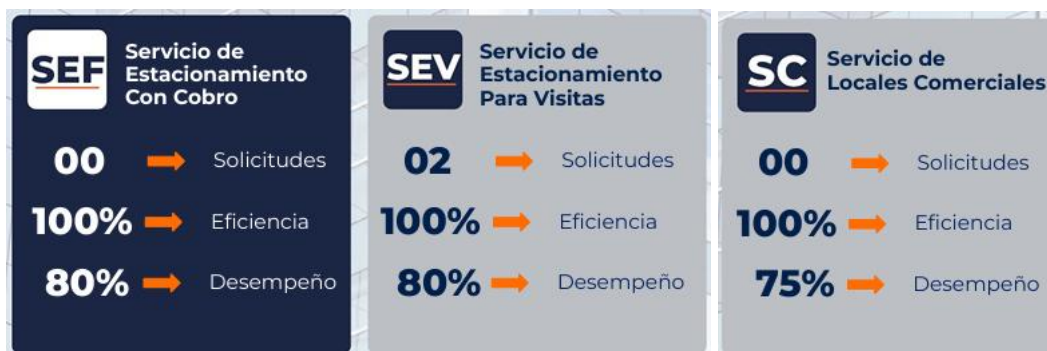 SEF
Servicio de
Estacionamiento
Con Cobro
00
Solicitudes
100%
Eficiencia
80%
Desempeño
SEV
Servicio de
Estacionamiento
Para Visitas
02
Solicitudes
100%
Eficiencia
80%
Desempeño
SC
Servicio de
Locales Comerciales
00
Solicitudes
100%
Eficiencia
75%
Desempeño